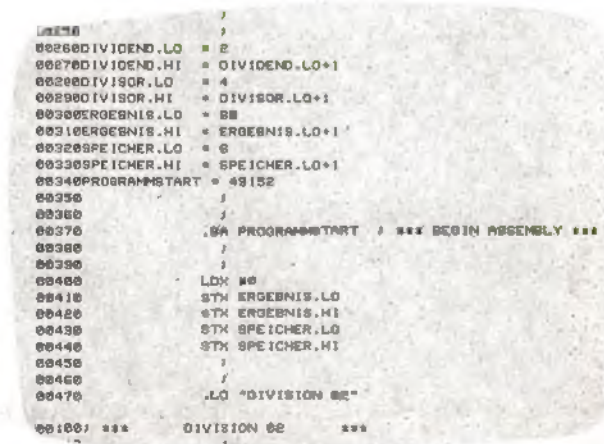 ;
00250 ;
00260DIVIDEND.LO = 2
00270DIVIDEND.HI = DIVIDEND.LO+1
00280DIVISOR.LO = 4
00290DIVISOR.HI = DIVISOR.LO+1
00300ERGEBNIS.LO =
00310ERGEBNIS.HI = ERGEBNIS.LO+1
00320SPEICHER.LO = 6
00330SPEICHER.HI = SPEICHER.LO+1
00340PROGRAMMSTART = 49152
00350 ;
00360 ;
00370 .BA PROGRAMMSTART ; *** BEGIN ASSEMBLY ***
00380 ;
00390 ;
00400 LDX #0
00410 STX ERGEBNIS.LO
00420 STX ERGEBNIS.HI
00430 STX SPEICHER.LO
00440 STX SPEICHER.HI
00450 ;
00460 ;
00470 .LO "DIVISION 02"
00100; *** DIVISION 02 ***